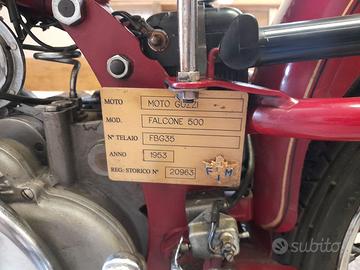 MOTO MOTO GUZZI
MOD. FALCONE 500
N° TELAIO FBG35
ANNO 1953
REG: STORICO N° 20963
F I M
subito